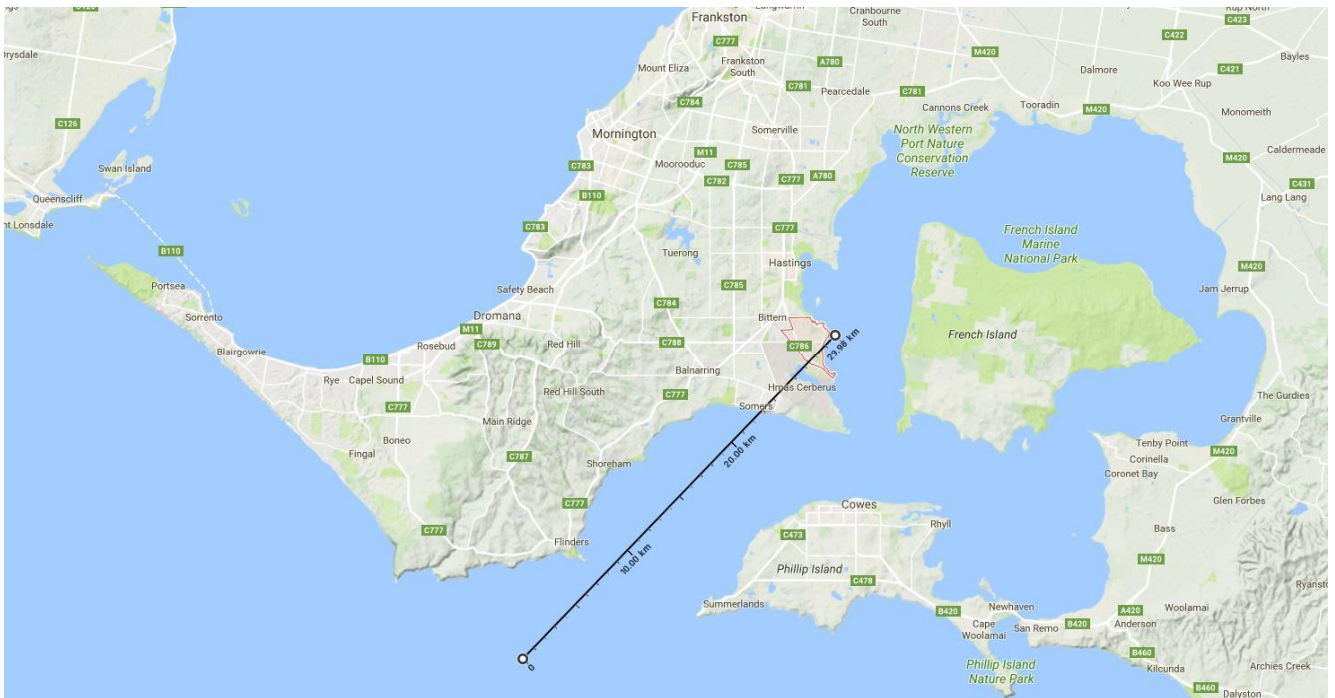 Frankston
Cranbourne
South
C423
C422
C777
Frankston
South
Mount Eliza
A780
M420
Bayles
Drysdale
C421
Dalmore
Koo Wee Rup
C781
Pearcedale
C781
C784
Cannons Creek
Tooradin
M420
Monomeith
C126
Mornington
Somerville
North Western
Port Nature
Conservation
Reserve
Caldermeade
M11
M420
C783
Moorooduc
C785
Swan Island
C782
C777
A780
C431
Queenscliff
B110
Lang Lang
nt Lonsdale
C783
C777
French Island
Marine
National Park
B110
Tuerong
Hastings
M420
Portsea
C785
Safety Beach
Jam Jerrup
C784
Sorrento
Dromana
Bittern
M11
French Island
Rosebud
C789
Red Hill
C788
C786
29.98 km
Blairgowrie
B110
Rye
Capel Sound
Balnarring
Hmas Cerberus
Red Hill South
C777
The Gurdies
C777
Somers
Main Ridge
Grantville
Boneo
Tenby Point
Fingal
C787
20.00 km
Corinella
M420
Shoreham
Coronet Bay
Glen Forbes
C777
Cowes
C777
Rhyll
Bass
C473
Flinders
10.00 km
M420
Phillip Island
C478
Ryansto
Summerlands
B420
Newhaven
A420
Woolamai
Cape
Woolamai
San Remo
B420
Anderson
B460
0
Phillip Island
Nature Park
Kilcunda
Archies Creek
B460
Dalyston